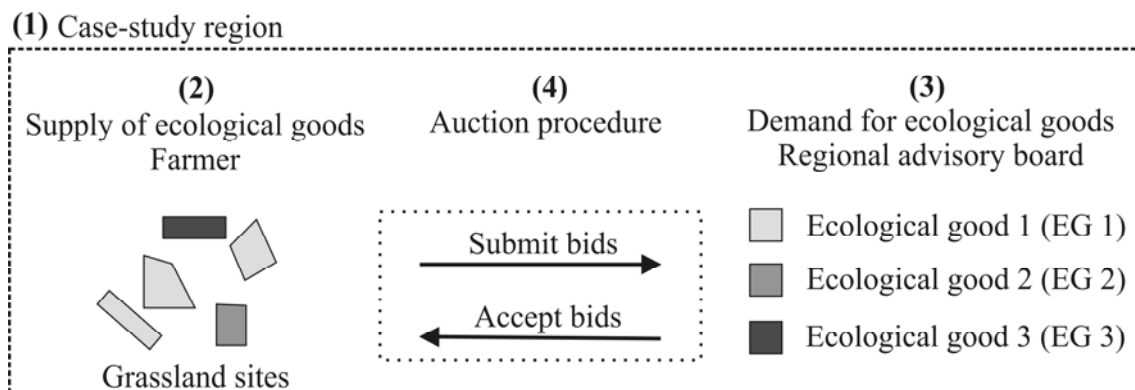 (1) Case-study region
(2)
Supply of ecological goods
Farmer
Grassland sites
(4)
Auction procedure
Submit bids
Accept bids
(3)
Demand for ecological goods
Regional advisory board
Ecological good 1 (EG 1)
Ecological good 2 (EG 2)
Ecological good 3 (EG 3)